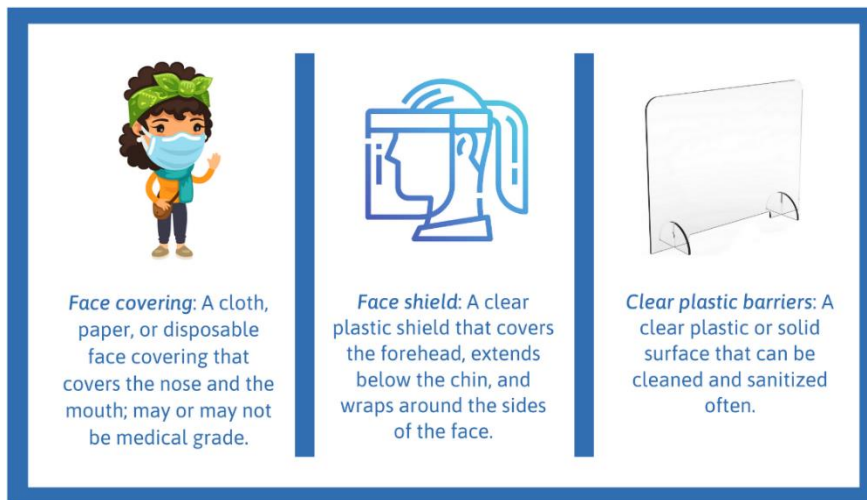 Face covering: A cloth,
paper, or disposable
face covering that
covers the nose and the
mouth; may or may not
be medical grade.
Face shield: A clear
plastic shield that covers
the forehead, extends
below the chin, and
wraps around the sides
of the face.
Clear plastic barriers: A
clear plastic or solid
surface that can be
cleaned and sanitized
often.